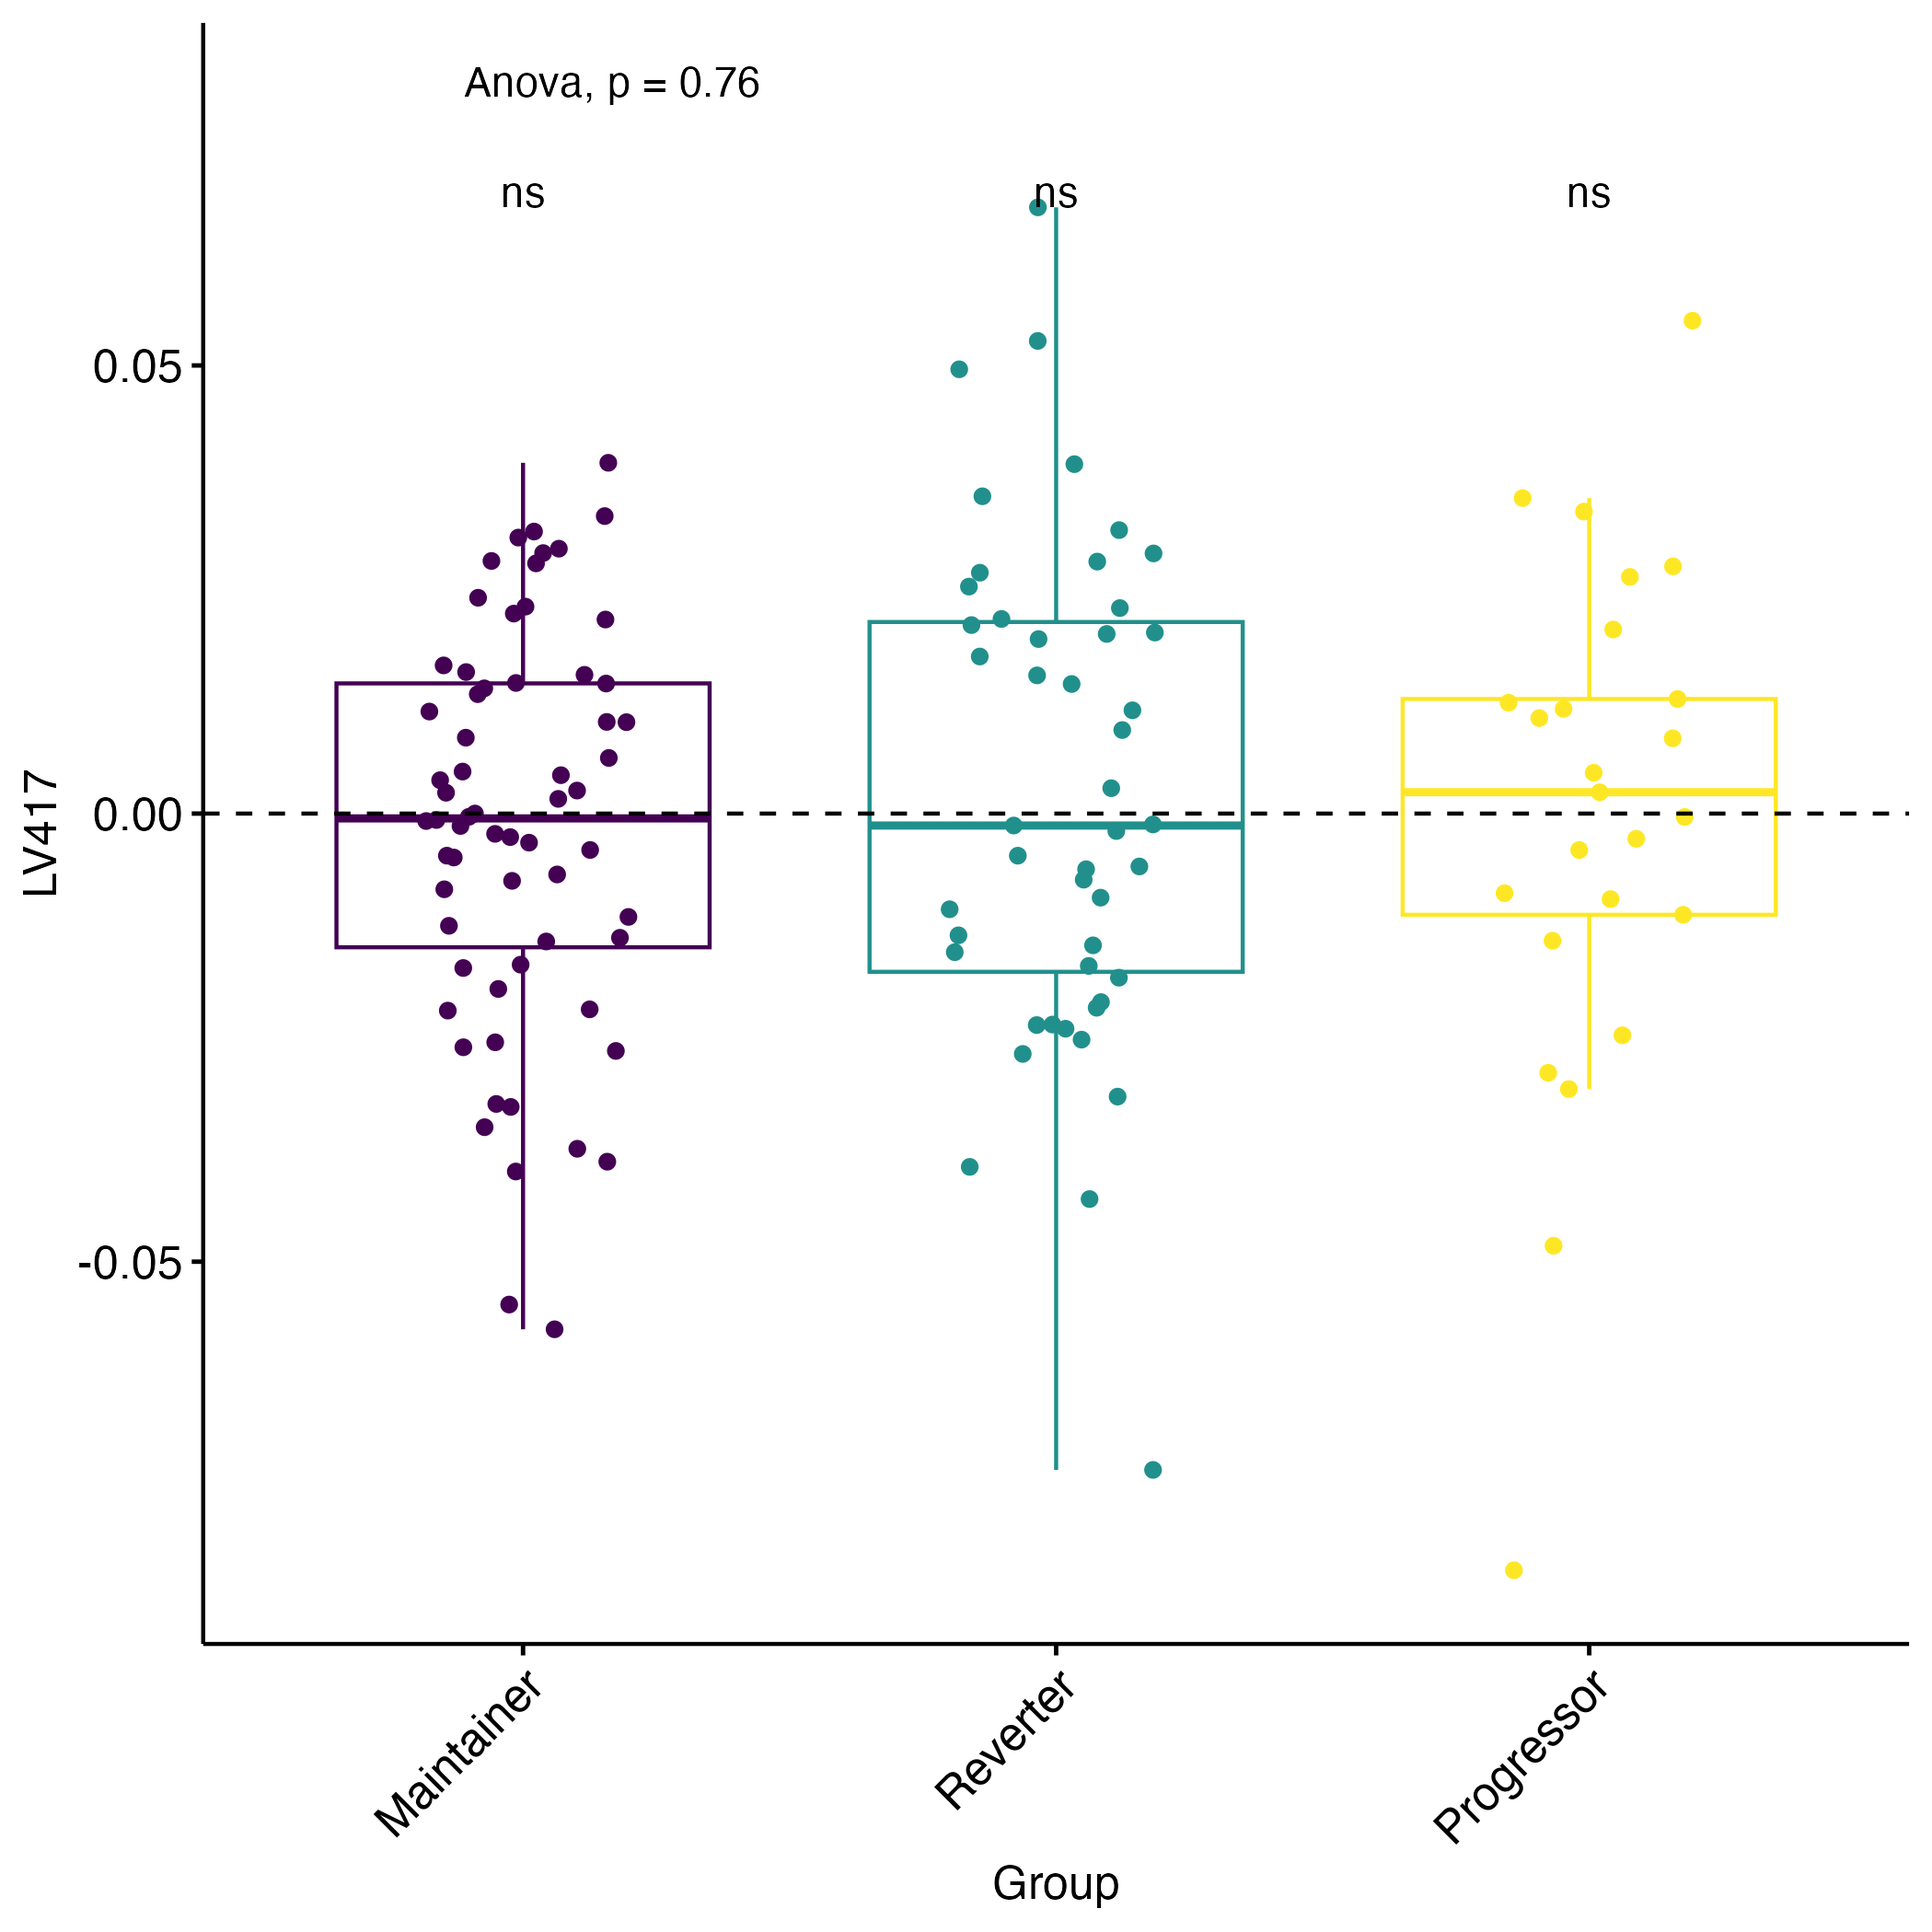 Anova, p = 0.76
ns
ns
ns
0.05
0.00
-0.05
LV417
Maintainer
Reverter
Progressor
Group